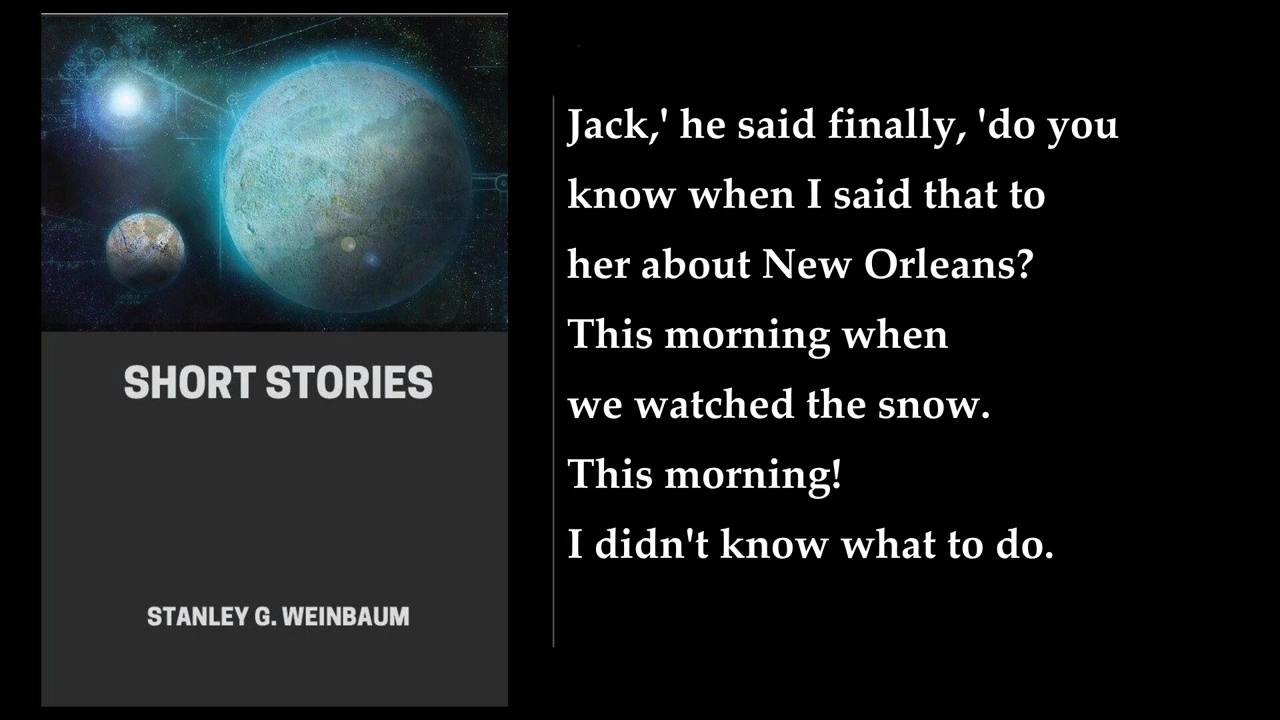 SHORT STORIES
STANLEY G. WEINBAUM
Jack,' he said finally, 'do you
know when I said that to
her about New Orleans?
This morning when
we watched the snow.
This morning!
I didn't know what to do.